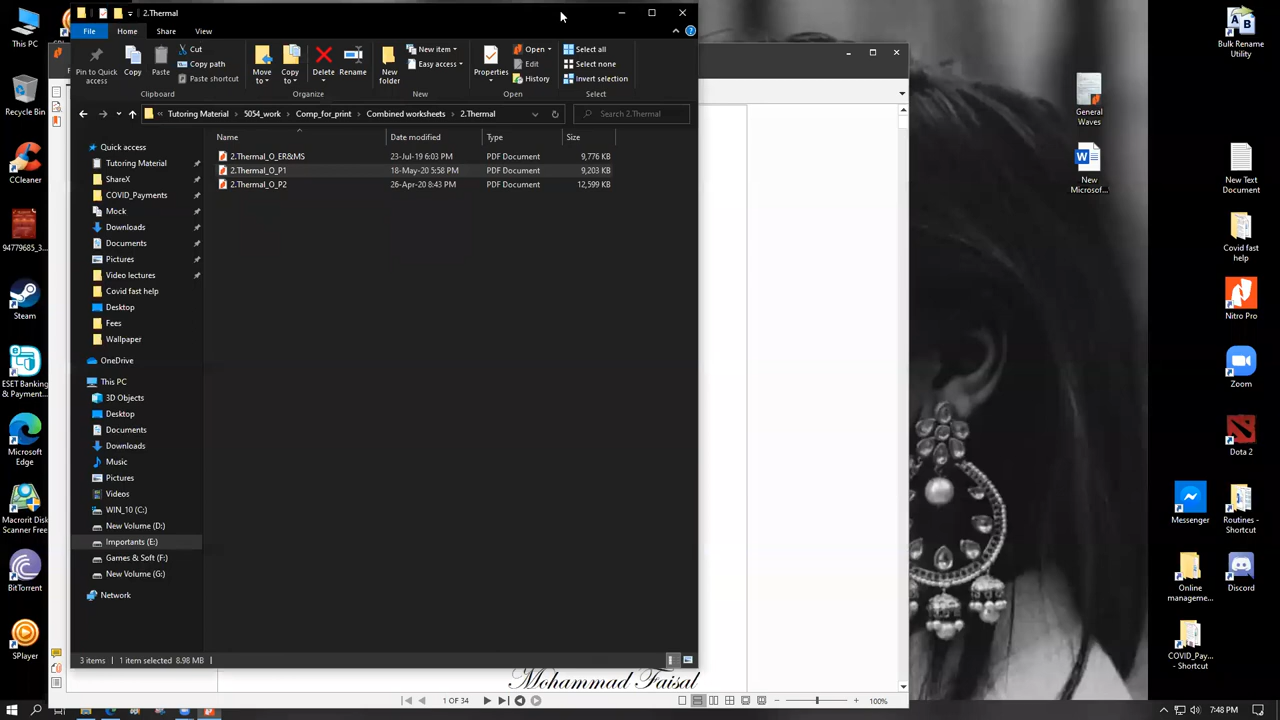 2.Thermal
File
Home
Share
View
Pin to Quick access
Copy
Paste
Cut
Copy path
Paste shortcut
Clipboard
Move to
Copy to
Delete
Rename
Organize
New folder
New item
Easy access
New
Properties
Open
Edit
History
Open
Select all
Select none
Invert selection
Select
Tutoring Material
5054_work
Comp_for_print
Combined worksheets
2.Thermal
Search 2.Thermal
Name
Date modified
Type
Size
2.Thermal_O_ER&MS 23-Jul-19 6:03 PM PDF Document 9,776 KB
2.Thermal_O_P1 18-May-20 5:58 PM PDF Document 9,203 KB
2.Thermal_O_P2 26-Apr-20 8:43 PM PDF Document 12,599 KB
Quick access
Tutoring Material
ShareX
COVID_Payments
Mock
Downloads
Documents
Pictures
Video lectures
Covid fast help
Desktop
Fees
Wallpaper
OneDrive
This PC
3D Objects
Desktop
Documents
Downloads
Music
Pictures
Videos
WIN_10 (C:)
New Volume (D:)
Importants (E:)
Games & Soft (F:)
New Volume (G:)
Network
3 items
1 item selected 8.98 MB
Mohammad Faisal
1 OF 34
100%
This PC
Recycle Bin
CCleaner
94779685_3...
Steam
ESET Banking & Payment...
Microsoft Edge
Macrorit Disk Scanner Free
BitTorrent
SPlayer
General Waves
New Microsof...
Bulk Rename Utility
New Text Document
Covid fast help
Nitro Pro
Zoom
Dota 2
Messenger
Routines - Shortcut
Online manageme...
Discord
COVID_Pay... - Shortcut
7:48 PM